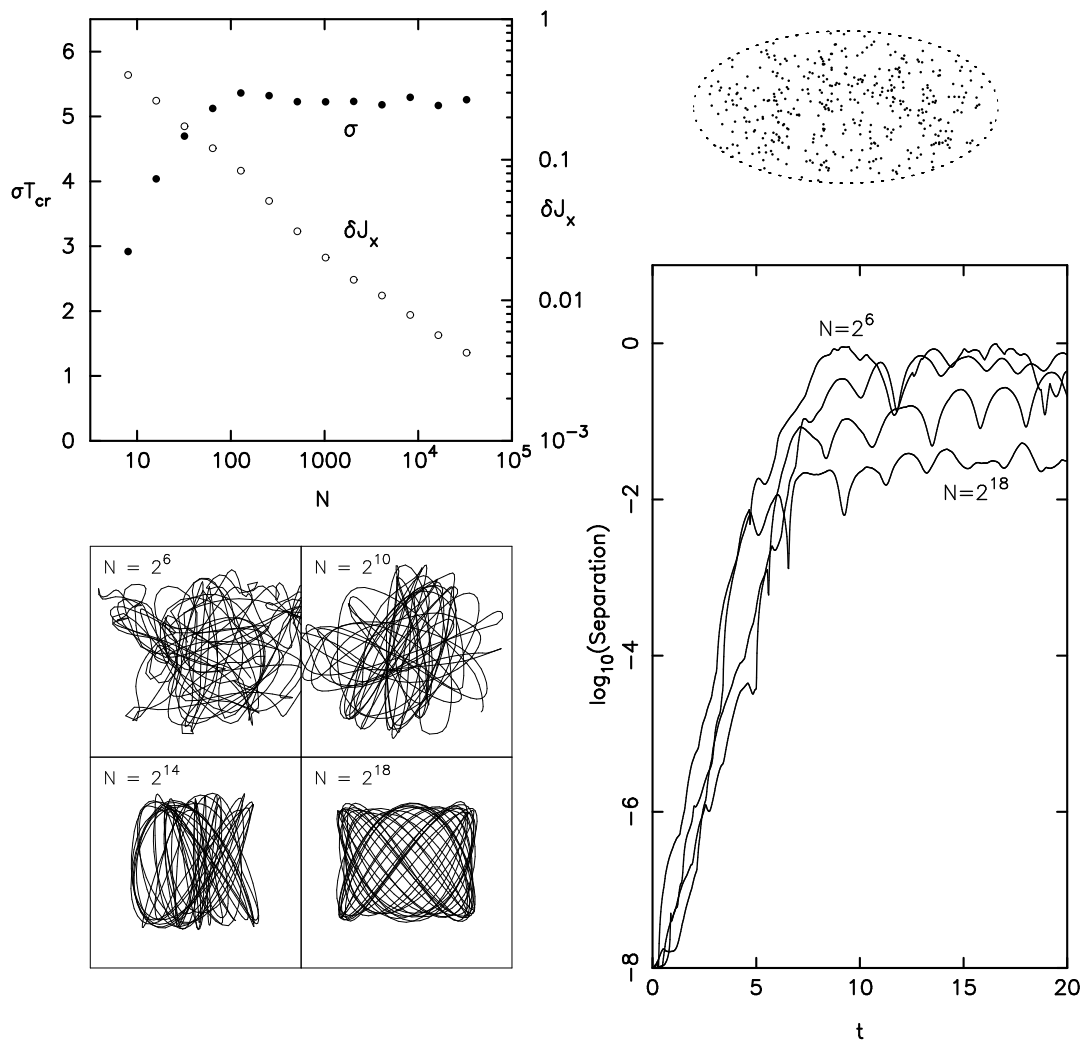 6
5
4
3
2
1
0
σT_cr
σ
δJ_x
1
0.1
0.01
10^-3
δJ_x
10 100 1000 10^4 10^5
N
N = 2^6
N = 2^10
N = 2^14
N = 2^18
N=2^6
N=2^18
0
-2
-4
-6
-8
log_10(Separation)
0 5 10 15 20
t